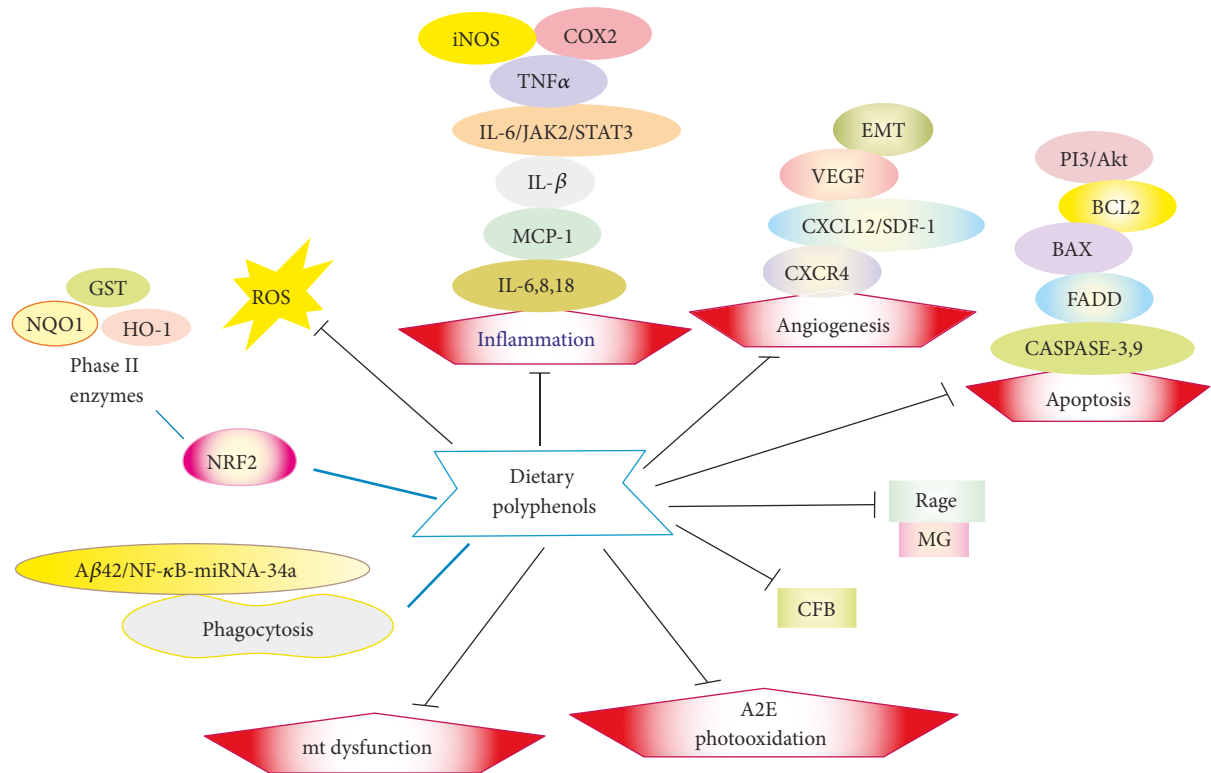 iNOS
COX2
TNFα
IL-6/JAK2/STAT3
IL-β
MCP-1
IL-6,8,18
Inflammation
EMT
VEGF
CXCL12/SDF-1
CXCR4
Angiogenesis
PI3/Akt
BCL2
BAX
FADD
CASPASE-3,9
Apoptosis
GST
NQO1
HO-1
Phase II
enzymes
ROS
NRF2
Dietary
polyphenols
Rage
MG
CFB
Aβ42/NF-κB-miRNA-34a
Phagocytosis
mt dysfunction
A2E
photooxidation